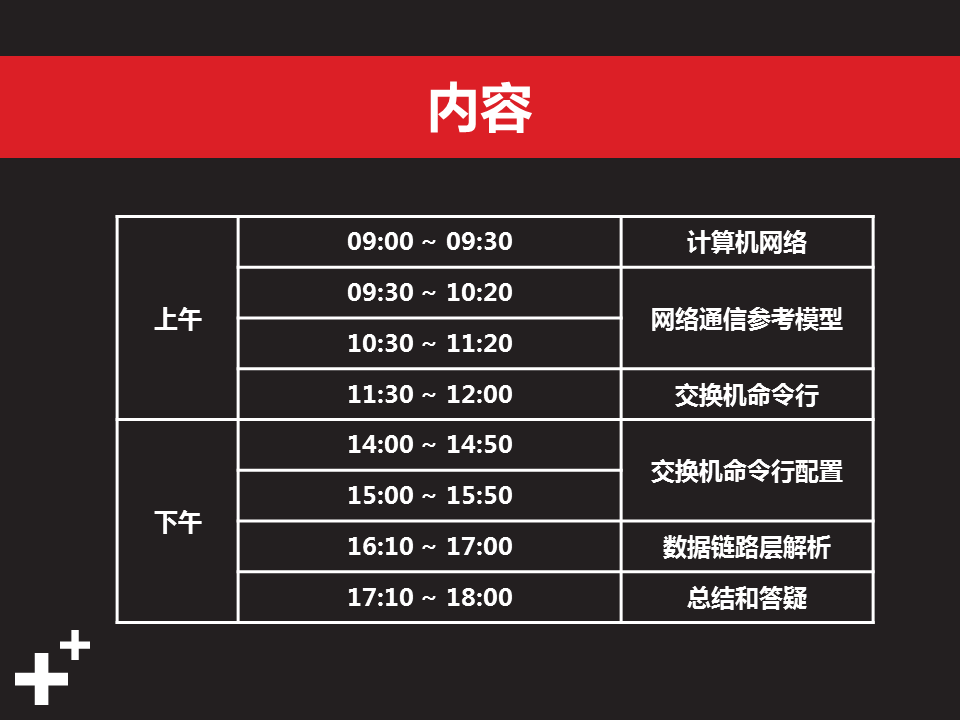 内容
上午
09:00 ~ 09:30
计算机网络
09:30 ~ 10:20
网络通信参考模型
10:30 ~ 11:20
11:30 ~ 12:00
交换机命令行
下午
14:00 ~ 14:50
交换机命令行配置
15:00 ~ 15:50
16:10 ~ 17:00
数据链路层解析
17:10 ~ 18:00
总结和答疑